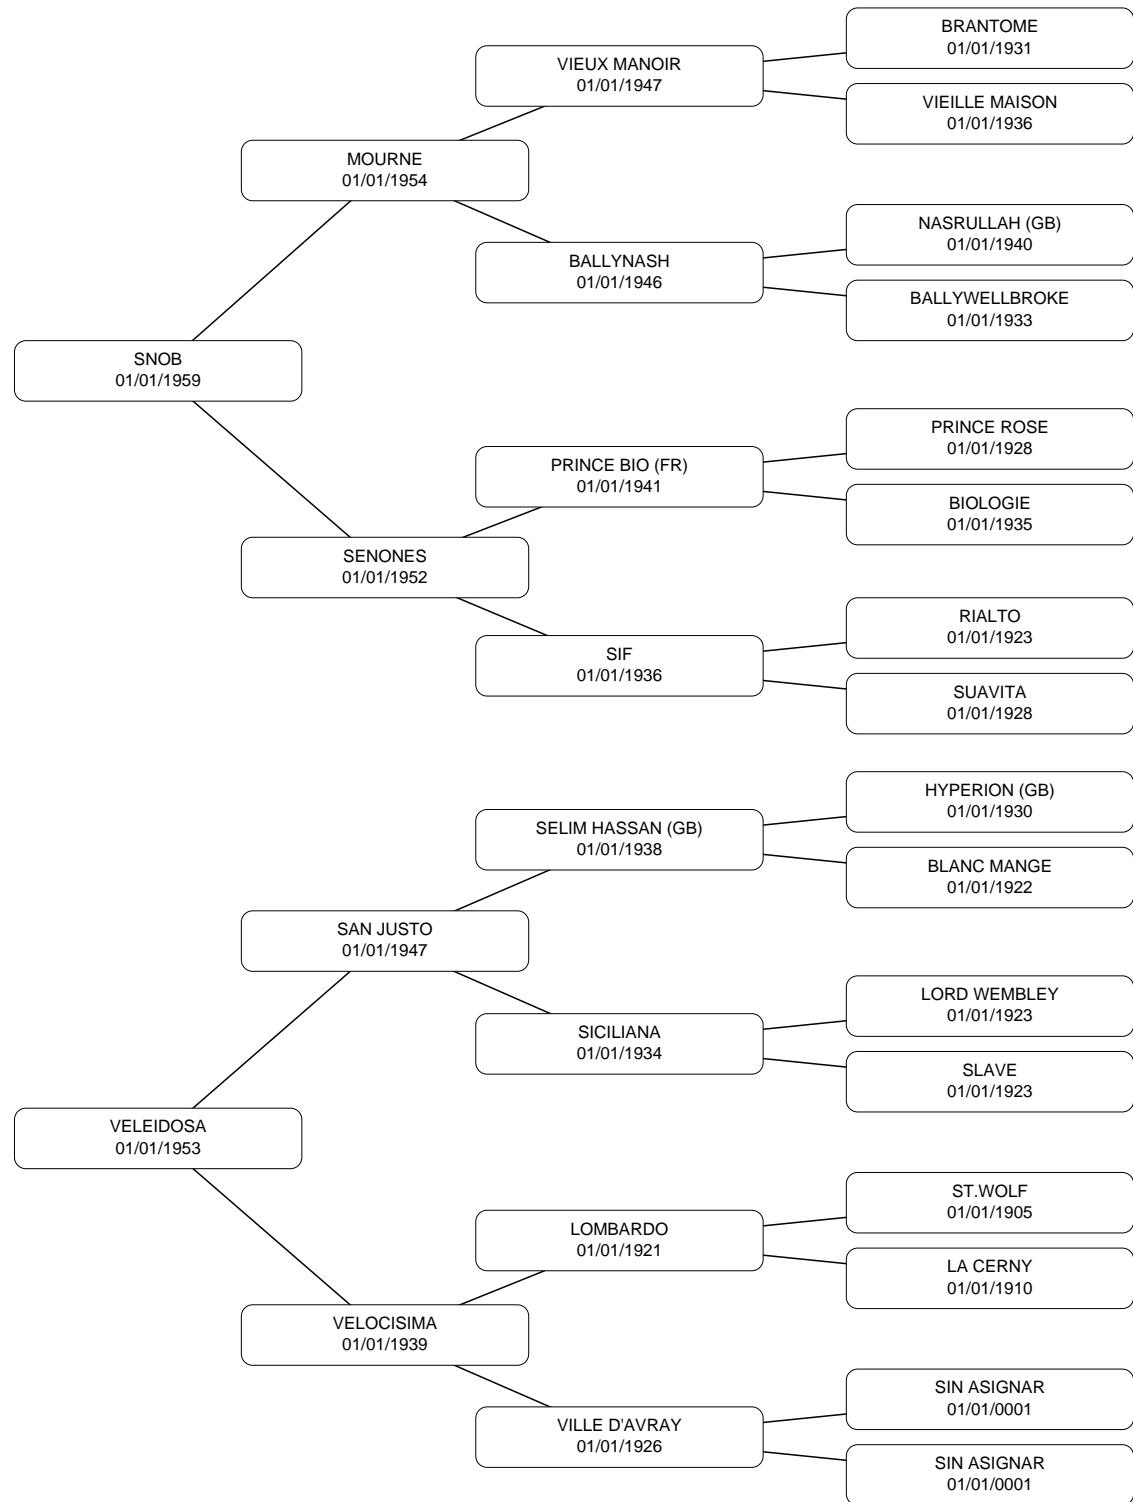 BRANTOME
01/01/1931
VIEUX MANOIR
01/01/1947
VIEILLE MAISON
01/01/1936
MOURNE
01/01/1954
NASRULLAH (GB)
01/01/1940
BALLYNASH
01/01/1946
BALLYWELLBROKE
01/01/1933
SNOB
01/01/1959
PRINCE ROSE
01/01/1928
PRINCE BIO (FR)
01/01/1941
BIOLOGIE
01/01/1935
SENONES
01/01/1952
RIALTO
01/01/1923
SIF
01/01/1936
SUAVITA
01/01/1928
HYPERION (GB)
01/01/1930
SELIM HASSAN (GB)
01/01/1938
BLANC MANGE
01/01/1922
SAN JUSTO
01/01/1947
LORD WEMBLEY
01/01/1923
SICILIANA
01/01/1934
SLAVE
01/01/1923
VELEIDOSA
01/01/1953
ST.WOLF
01/01/1905
LOMBARDO
01/01/1921
LA CERNY
01/01/1910
VELOCISIMA
01/01/1939
SIN ASIGNAR
01/01/0001
VILLE D'AVRAY
01/01/1926
SIN ASIGNAR
01/01/0001